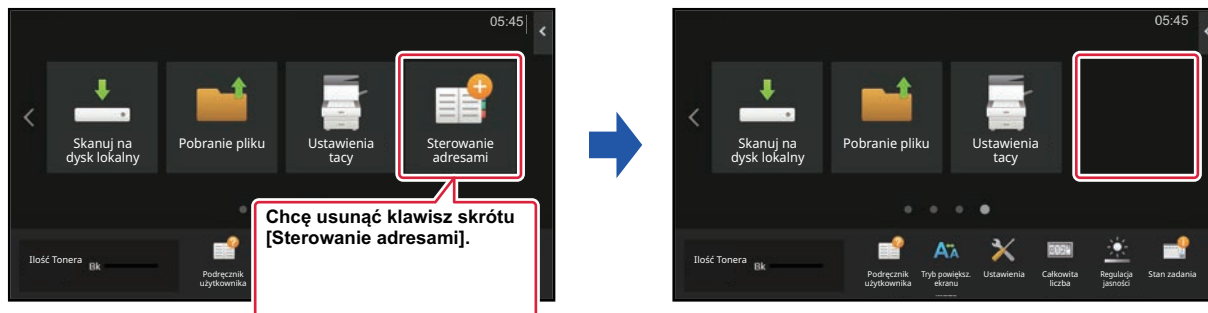 05:45
Skanuj na
dysk lokalny
Pobranie pliku
Ustawienia
tacy
Sterowanie
adresami
Chcę usunąć klawisz skrótu
[Sterowanie adresami].
Ilość Tonera
Bk
Podręcznik
użytkownika
05:45
Skanuj na
dysk lokalny
Pobranie pliku
Ustawienia
tacy
Ilość Tonera
Bk
Podręcznik
użytkownika
Tryb powiększ.
ekranu
Ustawienia
Całkowita
liczba
Regulacja
jasności
Stan zadania